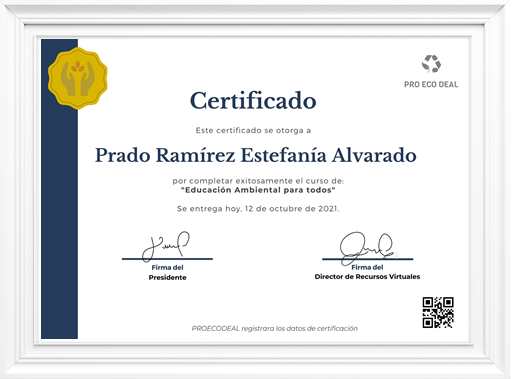 PRO ECO DEAL
Certificado
Este certificado se otorga a
Prado Ramírez Estefanía Alvarado
por completar exitosamente el curso de:
"Educación Ambiental para todos"
Se entrega hoy, 12 de octubre de 2021.
Firma del
Presidente
Firma del
Director de Recursos Virtuales
PROECODEAL registrara los datos de certificación